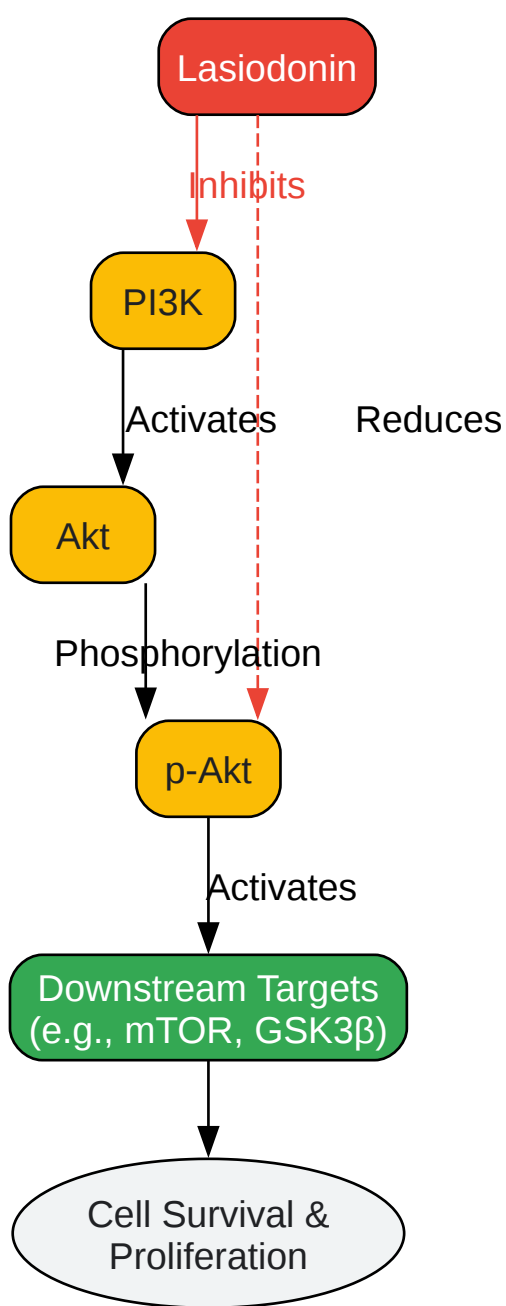 Lasiodonin
Inhibits
PI3K
Activates
Reduces
Akt
Phosphorylation
p-Akt
Activates
Downstream Targets
(e.g., mTOR, GSK3β)
Cell Survival &
Proliferation